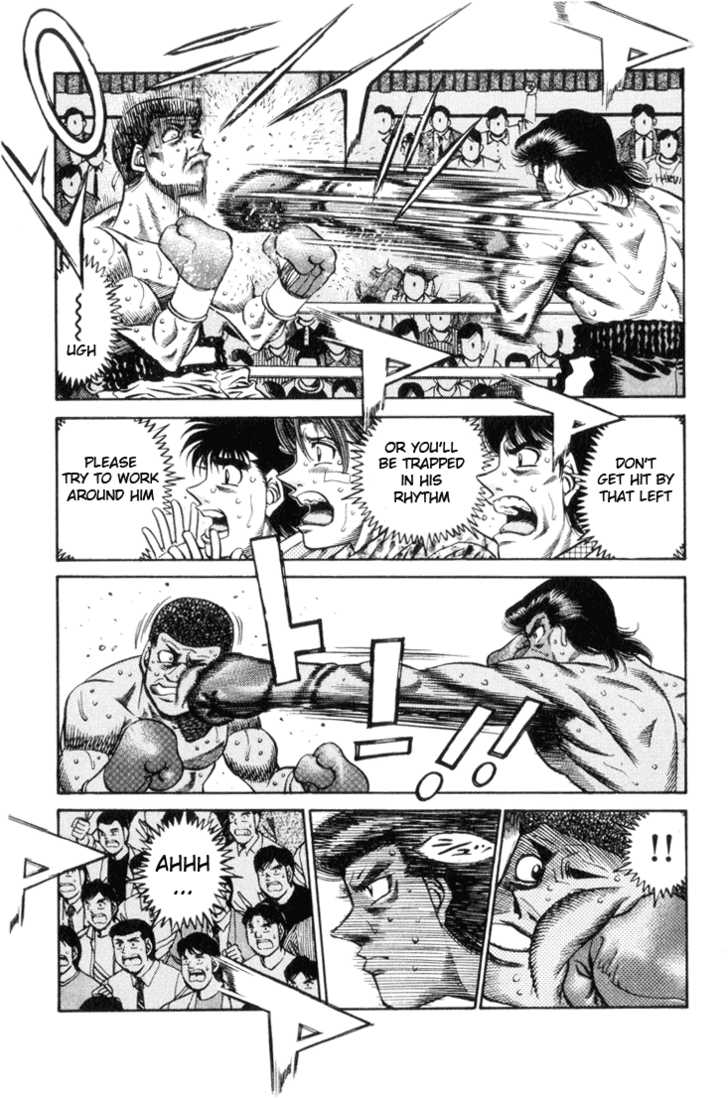 UGH
DON'T
GET HIT BY
THAT LEFT
OR YOU'LL
BE TRAPPED
IN HIS
RHYTHM
PLEASE
TRY TO WORK
AROUND HIM
!!
!!
AHHH
...